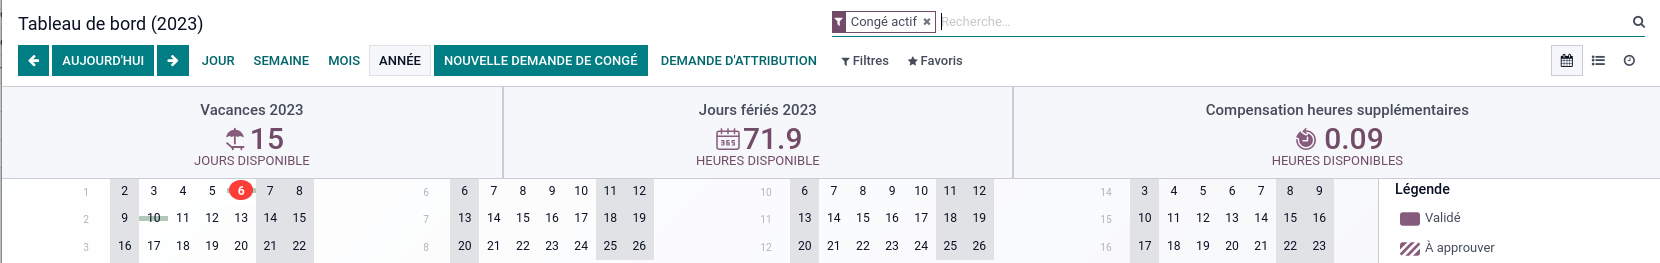 Tableau de bord (2023)
Congé actif × Recherche...
AUJOURD'HUI JOUR SEMAINE MOIS ANNÉE NOUVELLE DEMANDE DE CONGÉ DEMANDE D'ATTRIBUTION Filtres Favoris
Vacances 2023
15
JOURS DISPONIBLE
Jours fériés 2023
365
71.9
HEURES DISPONIBLE
Compensation heures supplémentaires
0.09
HEURES DISPONIBLES
1 2 3 4 5 6 7 8
2 9 10 11 12 13 14 15
3 16 17 18 19 20 21 22
6 6 7 8 9 10 11 12
7 13 14 15 16 17 18 19
8 20 21 22 23 24 25 26
10 6 7 8 9 10 11 12
11 13 14 15 16 17 18 19
12 20 21 22 23 24 25 26
14 3 4 5 6 7 8 9
15 10 11 12 13 14 15 16
16 17 18 19 20 21 22 23
Légende
Validé
À approuver